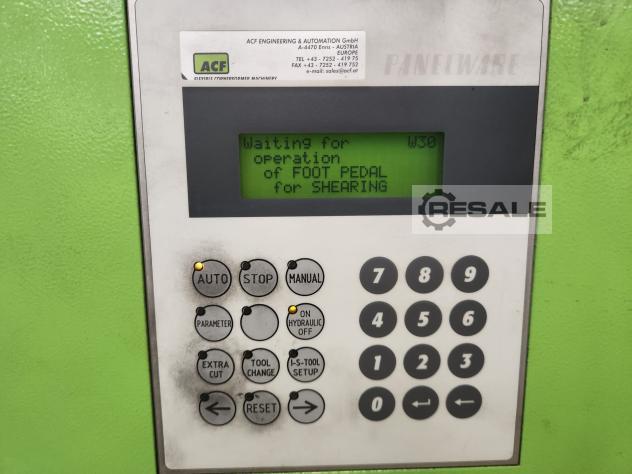 ACF ENGINEERING & AUTOMATION GmbH
A-4470 Enns - AUSTRIA
EUROPE
TEL +43 - 7252 - 419 75
FAX +43 - 7252 - 419 752
e-mail: sales@acf.at
ACF
FLEXIBLE CORNERFORMER MACHINERY
PANELWARE
Waiting for W30
operation
of FOOT PEDAL
for SHEARING
RESALE
AUTO STOP MANUAL 7 8 9
PARAMETER ON HYDRAULIC OFF 4 5 6
EXTRA CUT TOOL CHANGE I-S-TOOL SETUP 1 2 3
← RESET → 0 ↵ ←